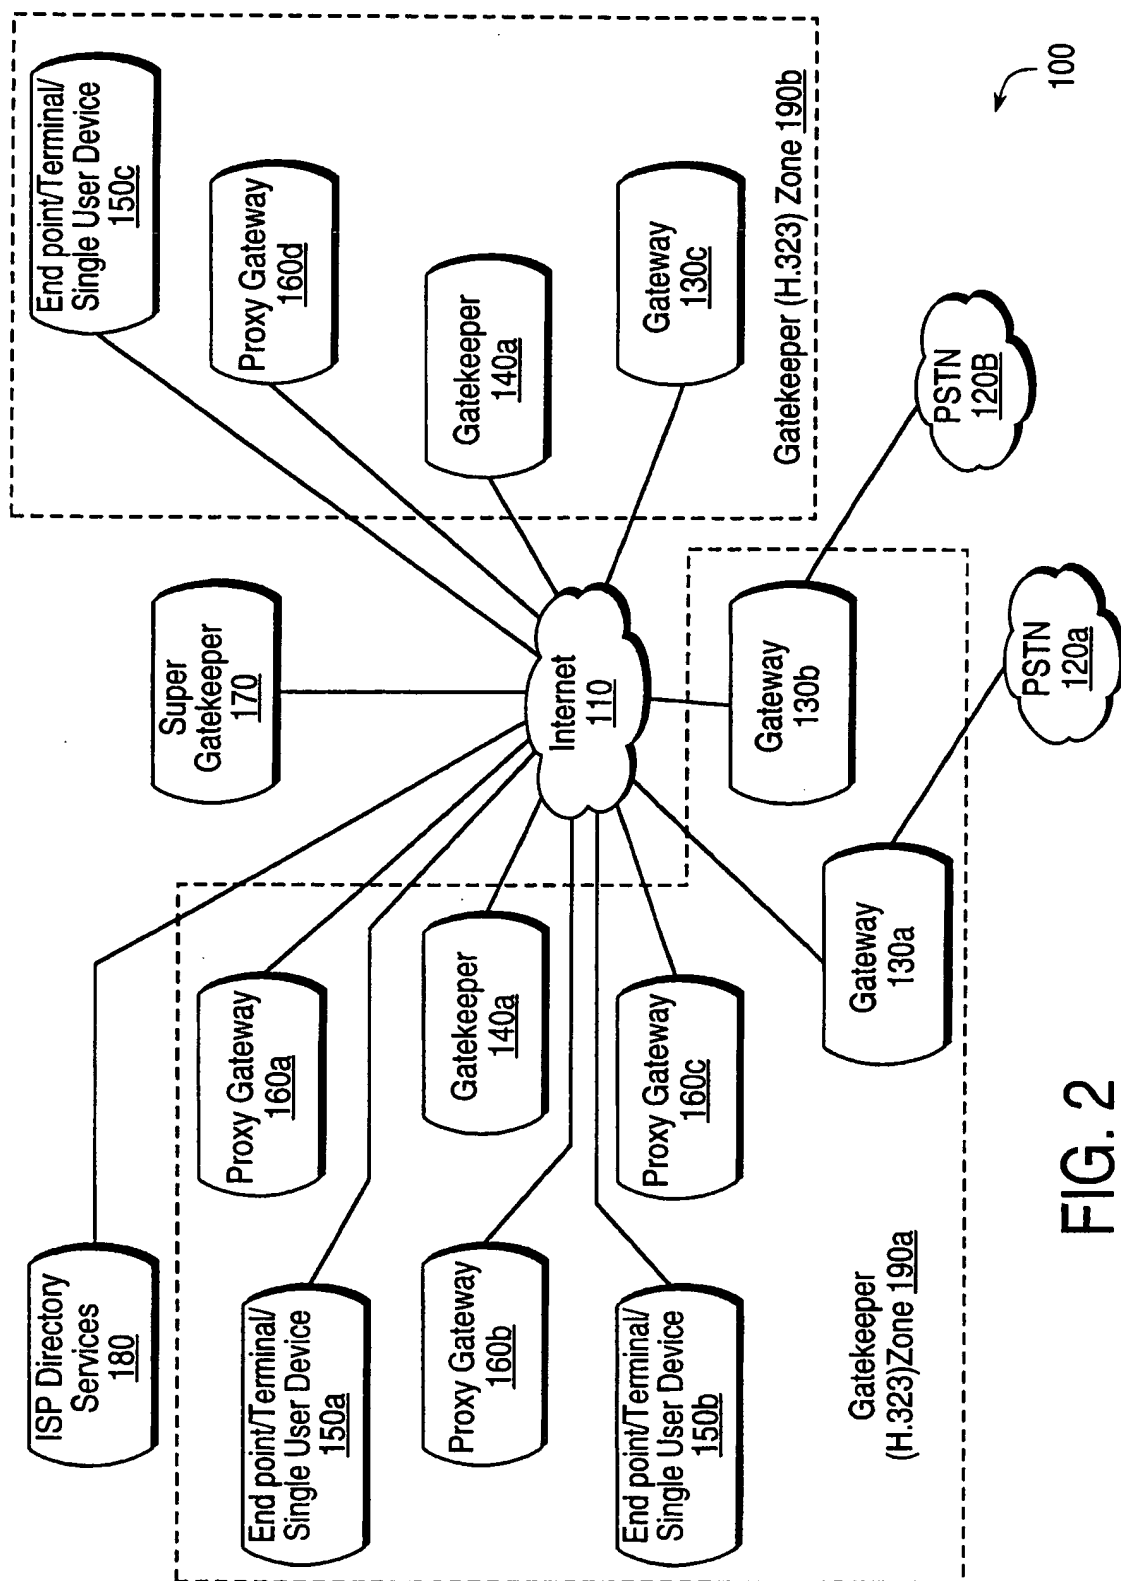 ISP Directory
Services
180
Super
Gatekeeper
170
End point/Terminal/
Single User Device
150c
Proxy Gateway
160a
Proxy Gateway
160d
End point/Terminal/
Single User Device
150a
Gatekeeper
140a
Gatekeeper
140a
Proxy Gateway
160b
Internet
110
Proxy Gateway
160c
Gateway
130c
End point/Terminal/
Single User Device
150b
Gateway
130b
Gatekeeper (H.323) Zone 190b
Gateway
130a
Gatekeeper
(H.323)Zone 190a
PSTN
120B
PSTN
120a
100
FIG. 2